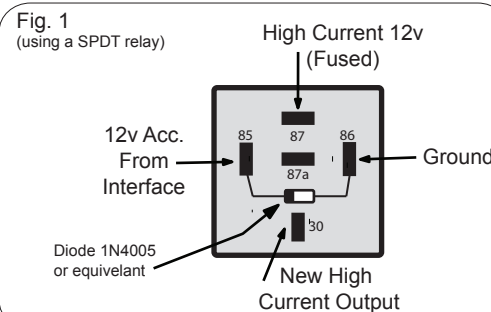 Fig. 1
(using a SPDT relay)
High Current 12v
(Fused)
12v Acc.
From
Interface
85
87
86
87a
Ground
30
Diode 1N4005
or equivelant
New High
Current Output